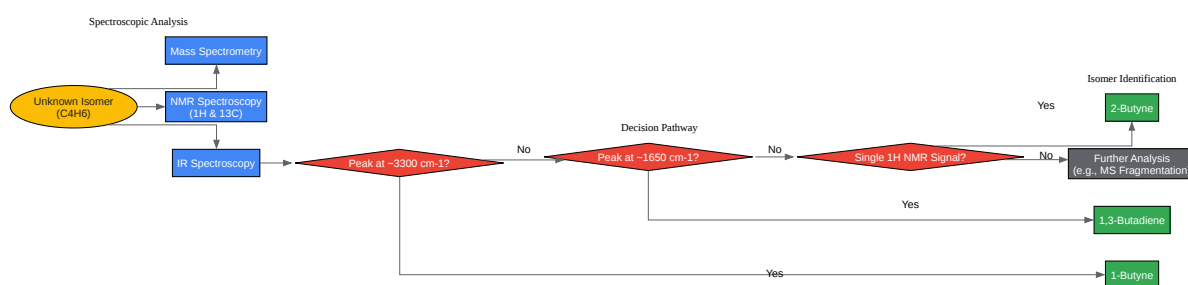 Spectroscopic Analysis
Mass Spectrometry
Unknown Isomer
(C4H6)
NMR Spectroscopy
(1H & 13C)
IR Spectroscopy
Decision Pathway
Peak at ~3300 cm-1?
No
Peak at ~1650 cm-1?
No
Single 1H NMR Signal?
Yes
No
Isomer Identification
2-Butyne
Further Analysis
(e.g., MS Fragmentation)
Yes
1,3-Butadiene
Yes
1-Butyne